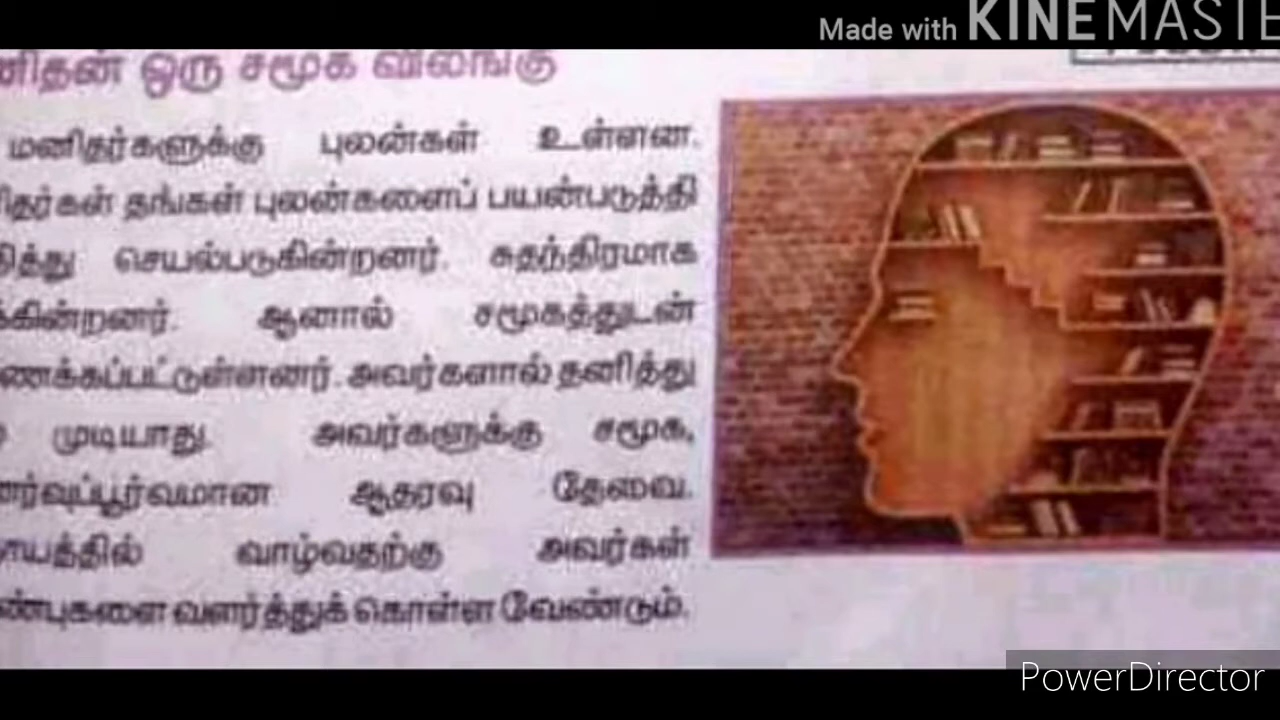 Made with KINEMASTE
னிதன் ஒரு சமூக விலங்கு
மனிதர்களுக்கு புலன்கள் உள்ளன.
தர்கள் தங்கள் புலன்களைப் பயன்படுத்தி
த்து செயல்படுகின்றனர். சுதந்திரமாக
க்கின்றனர். ஆனால் சமூகத்துடன்
ணக்கப்பட்டுள்ளனர். அவர்களால் தனித்து
முடியாது. அவர்களுக்கு சமூக,
ணர்வுப்பூர்வமான ஆதரவு தேவை.
ாயத்தில் வாழ்வதற்கு அவர்கள்
ண்புகளை வளர்த்துக் கொள்ள வேண்டும்.
PowerDirector